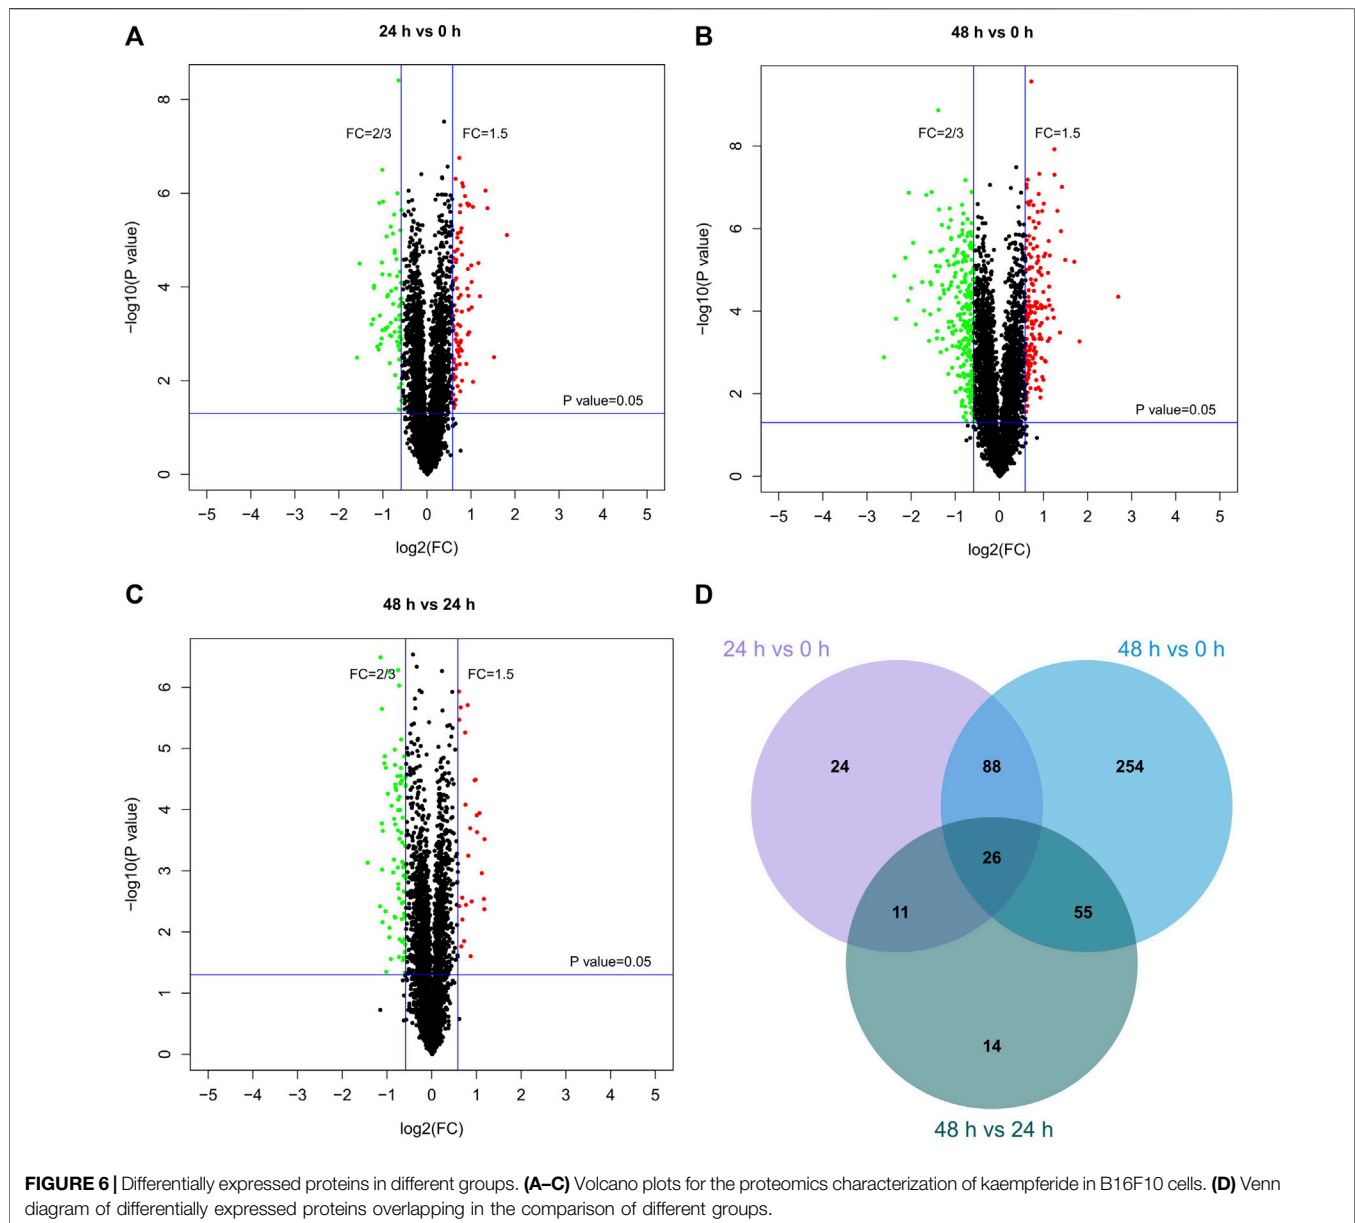 A
24 h vs 0 h
FC=2/3
FC=1.5
P value=0.05
−log10(P value)
8
6
4
2
0
−5 −4 −3 −2 −1 0 1 2 3 4 5
log2(FC)
B
48 h vs 0 h
FC=2/3
FC=1.5
P value=0.05
−log10(P value)
8
6
4
2
0
−5 −4 −3 −2 −1 0 1 2 3 4 5
log2(FC)
C
48 h vs 24 h
FC=2/3
FC=1.5
P value=0.05
−log10(P value)
6
5
4
3
2
1
0
−5 −4 −3 −2 −1 0 1 2 3 4 5
log2(FC)
D
24 h vs 0 h
48 h vs 0 h
24 88 254
26
11 55
14
48 h vs 24 h
FIGURE 6 | Differentially expressed proteins in different groups. (A–C) Volcano plots for the proteomics characterization of kaempferide in B16F10 cells. (D) Venn
diagram of differentially expressed proteins overlapping in the comparison of different groups.